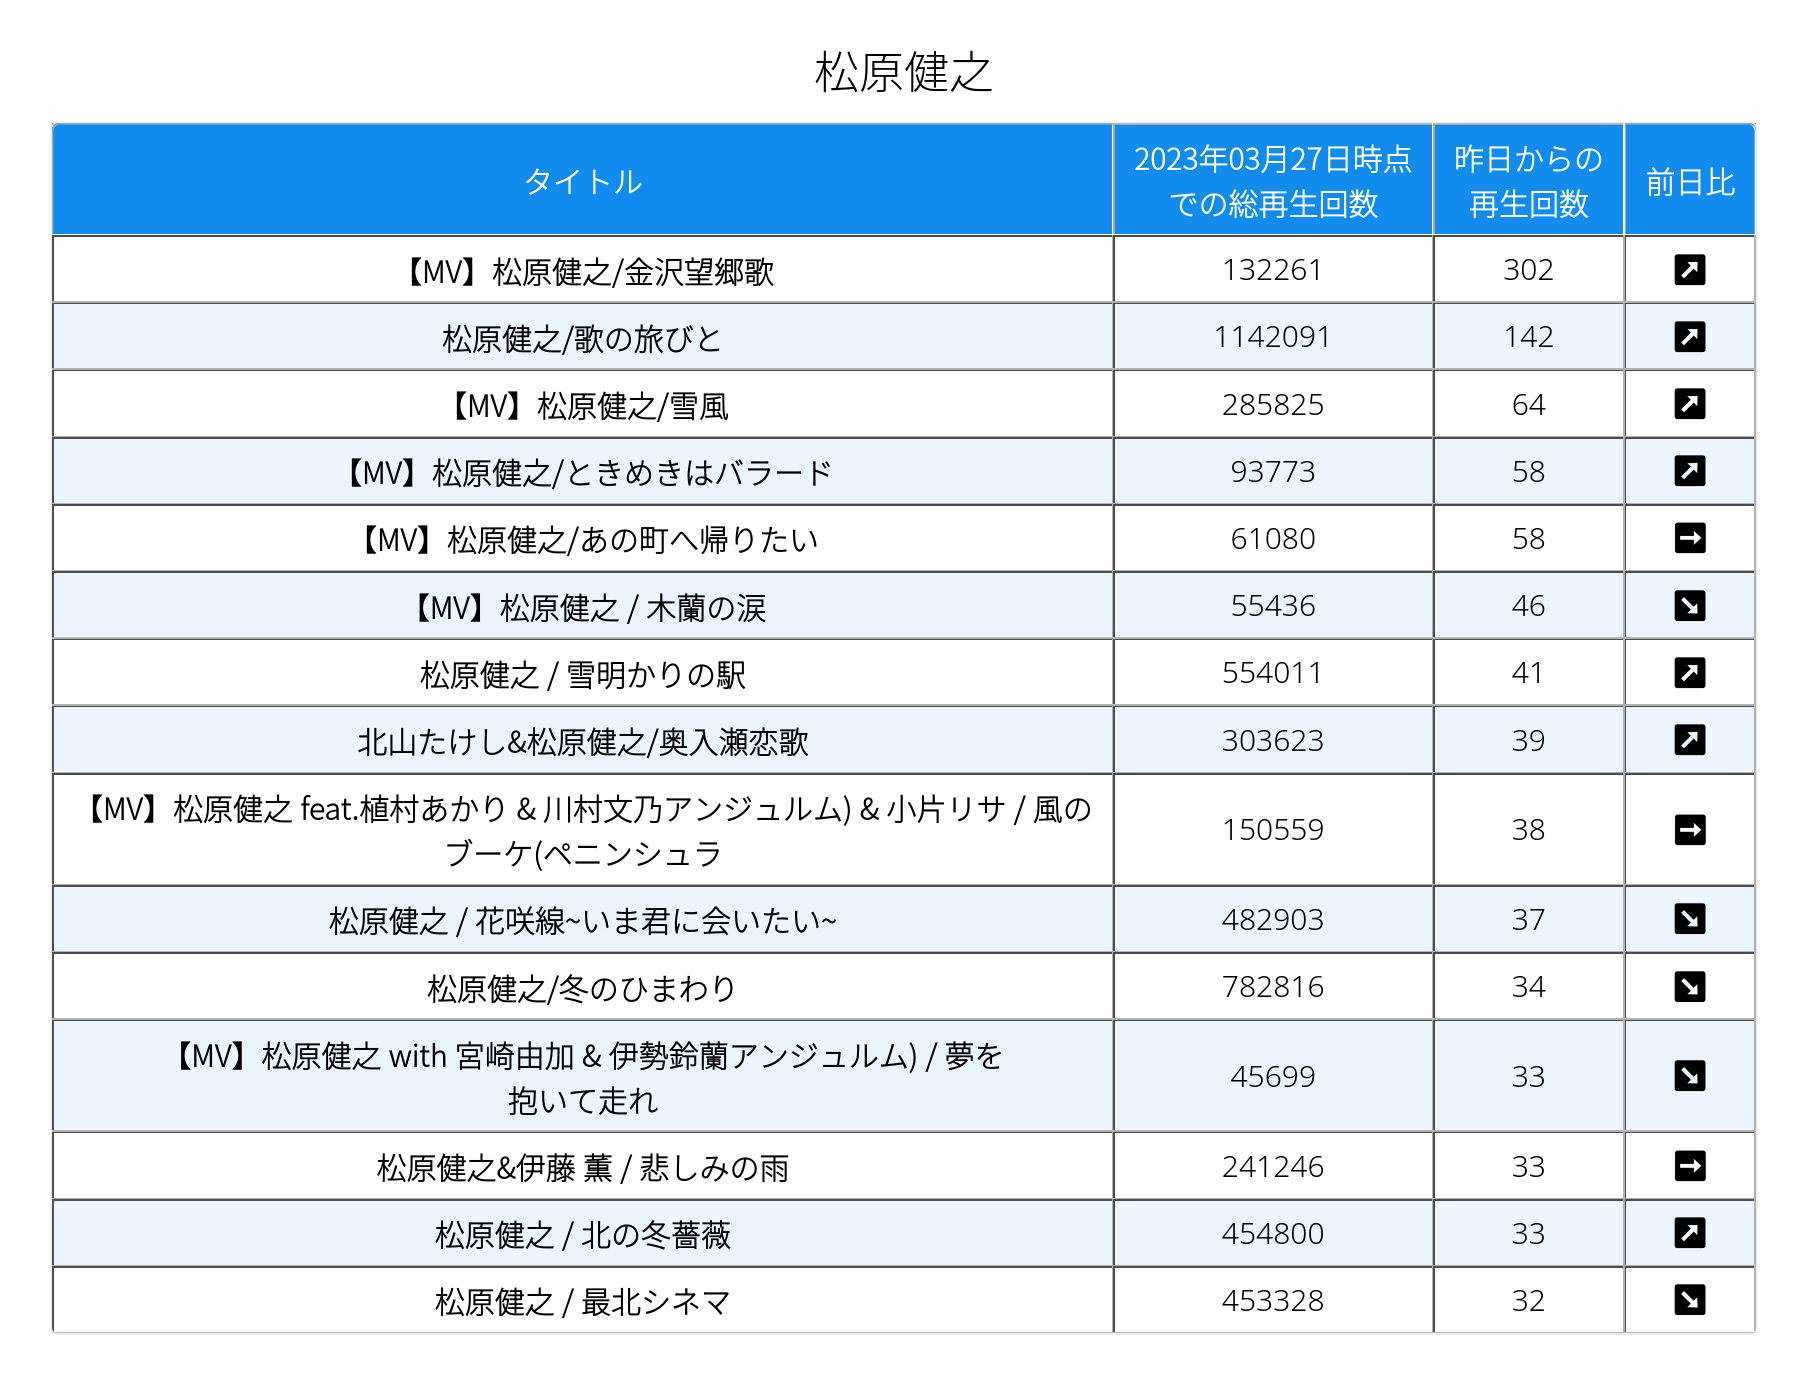 松原健之
タイトル
2023年03月27日時点
での総再生回数
昨日からの
再生回数
前日比
【MV】松原健之/金沢望郷歌 132261 302
松原健之/歌の旅びと 1142091 142
【MV】松原健之/雪風 285825 64
【MV】松原健之/ときめきはバラード 93773 58
【MV】松原健之/あの町へ帰りたい 61080 58
【MV】松原健之 / 木蘭の涙 55436 46
松原健之 / 雪明かりの駅 554011 41
北山たけし&松原健之/奥入瀬恋歌 303623 39
【MV】松原健之 feat.植村あかり & 川村文乃アンジュルム) & 小片リサ / 風の
ブーケ(ペニンシュラ
150559 38
松原健之 / 花咲線~いま君に会いたい~ 482903 37
松原健之/冬のひまわり 782816 34
【MV】松原健之 with 宮崎由加 & 伊勢鈴蘭アンジュルム) / 夢を
抱いて走れ
45699 33
松原健之&伊藤 薫 / 悲しみの雨 241246 33
松原健之 / 北の冬薔薇 454800 33
松原健之 / 最北シネマ 453328 32